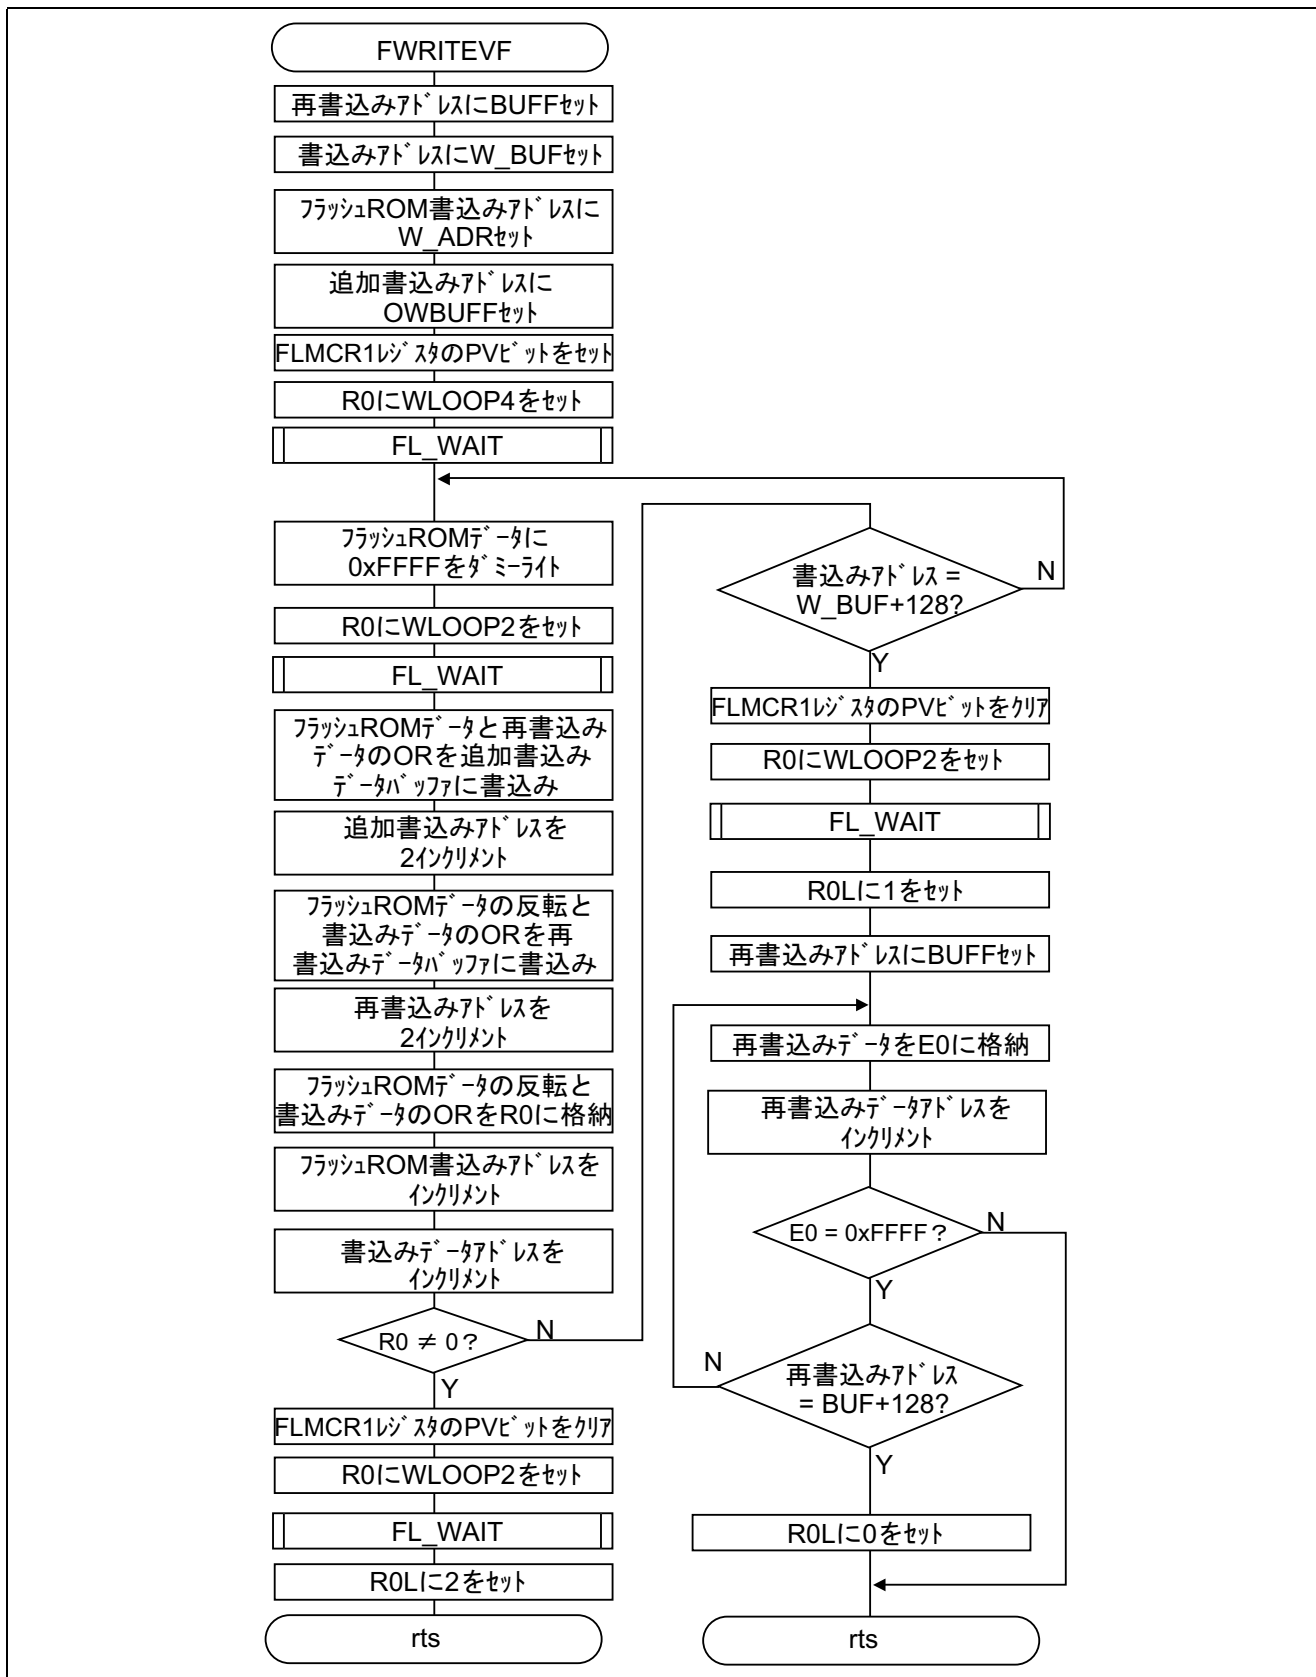 FWRITEVF
再書込みｱﾄﾞﾚｽにBUFFｾｯﾄ
書込みｱﾄﾞﾚｽにW_BUFｾｯﾄ
ﾌﾗｯｼｭROM書込みｱﾄﾞﾚｽに
W_ADRｾｯﾄ
追加書込みｱﾄﾞﾚｽに
OWBUFFｾｯﾄ
FLMCR1ﾚｼﾞｽﾀのPVﾋﾞｯﾄをｾｯﾄ
R0にWLOOP4をｾｯﾄ
FL_WAIT
ﾌﾗｯｼｭROMﾃﾞｰﾀに
0xFFFFをﾀﾞﾐｰﾗｲﾄ
R0にWLOOP2をｾｯﾄ
FL_WAIT
ﾌﾗｯｼｭROMﾃﾞｰﾀと再書込み
ﾃﾞｰﾀのORを追加書込み
ﾃﾞｰﾀﾊﾞｯﾌｧに書込み
追加書込みｱﾄﾞﾚｽを
2ｲﾝｸﾘﾒﾝﾄ
ﾌﾗｯｼｭROMﾃﾞｰﾀの反転と
書込みﾃﾞｰﾀのORを再
書込みﾃﾞｰﾀﾊﾞｯﾌｧに書込み
再書込みｱﾄﾞﾚｽを
2ｲﾝｸﾘﾒﾝﾄ
ﾌﾗｯｼｭROMﾃﾞｰﾀの反転と
書込みﾃﾞｰﾀのORをR0に格納
ﾌﾗｯｼｭROM書込みｱﾄﾞﾚｽを
ｲﾝｸﾘﾒﾝﾄ
書込みﾃﾞｰﾀｱﾄﾞﾚｽを
ｲﾝｸﾘﾒﾝﾄ
R0 ≠ 0？
N
Y
FLMCR1ﾚｼﾞｽﾀのPVﾋﾞｯﾄをｸﾘｱ
R0にWLOOP2をｾｯﾄ
FL_WAIT
R0Lに2をｾｯﾄ
rts
書込みｱﾄﾞﾚｽ =
W_BUF+128?
N
Y
FLMCR1ﾚｼﾞｽﾀのPVﾋﾞｯﾄをｸﾘｱ
R0にWLOOP2をｾｯﾄ
FL_WAIT
R0Lに1をｾｯﾄ
再書込みｱﾄﾞﾚｽにBUFFｾｯﾄ
再書込みﾃﾞｰﾀをE0に格納
再書込みﾃﾞｰﾀｱﾄﾞﾚｽを
ｲﾝｸﾘﾒﾝﾄ
E0 = 0xFFFF？
N
Y
再書込みｱﾄﾞﾚｽ
= BUF+128?
N
Y
R0Lに0をｾｯﾄ
rts